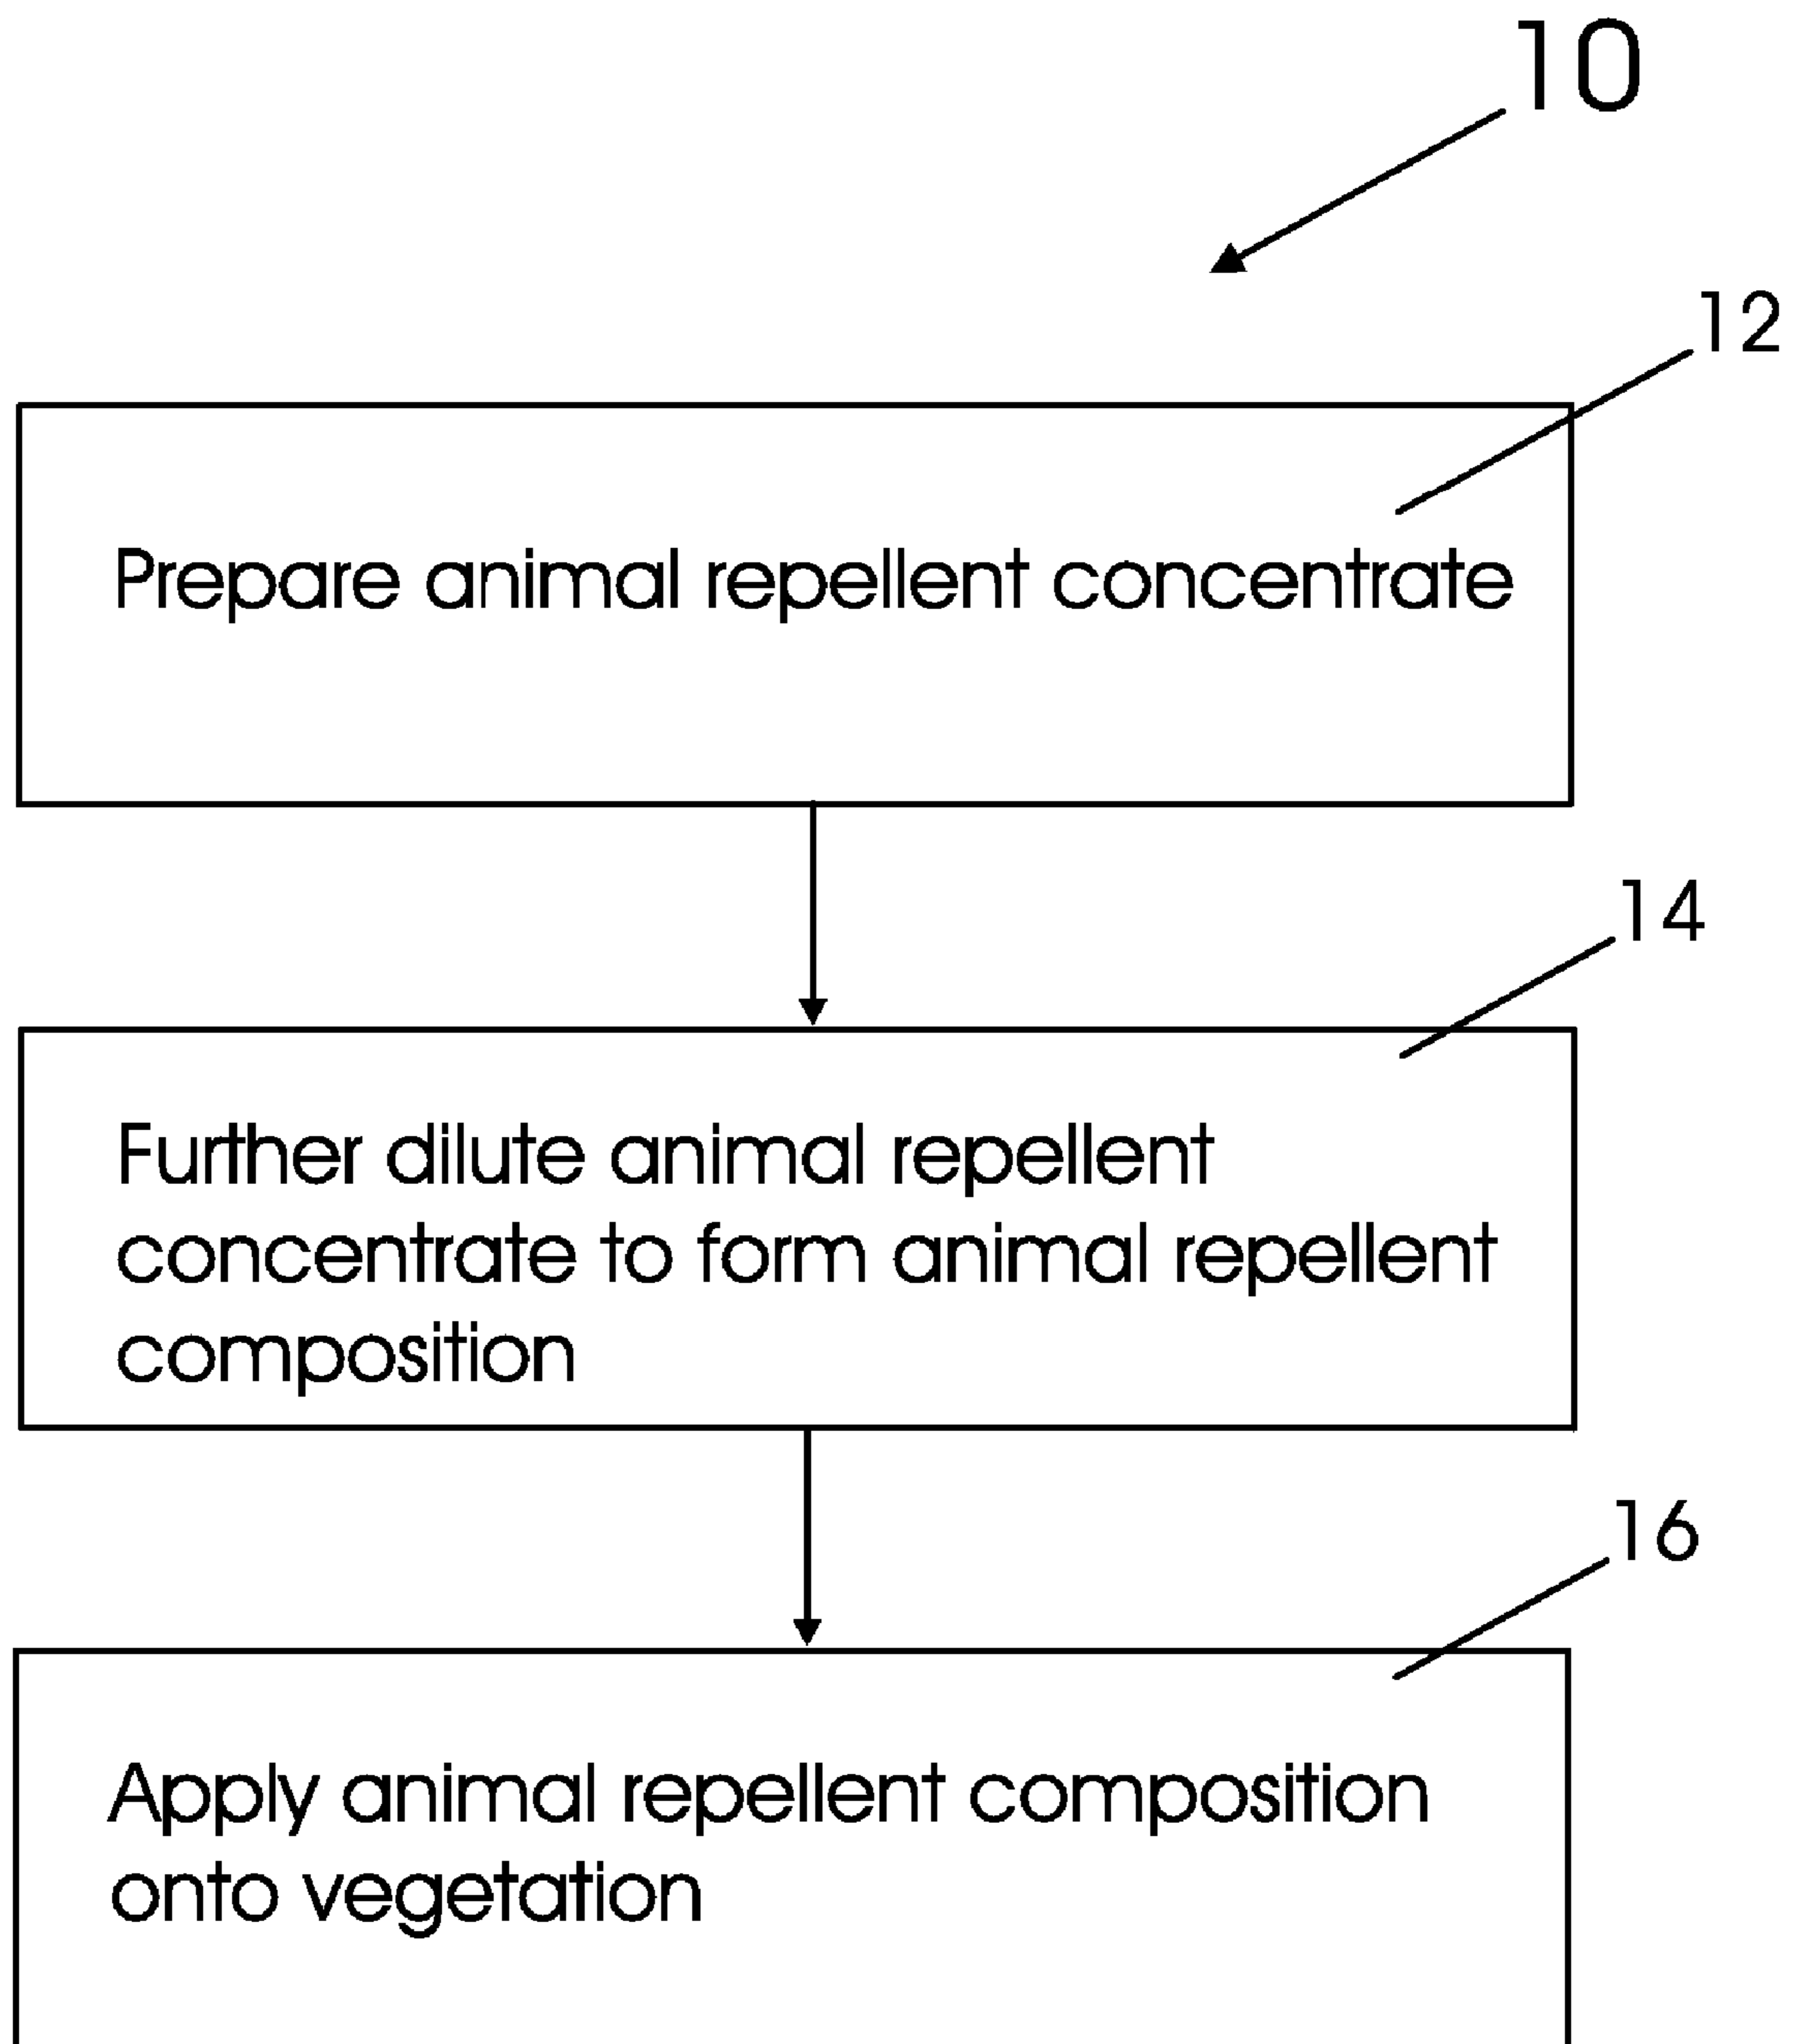 10
12
Prepare animal repellent concentrate
14
Further dilute animal repellent
concentrate to form animal repellent
composition
16
Apply animal repellent composition
onto vegetation